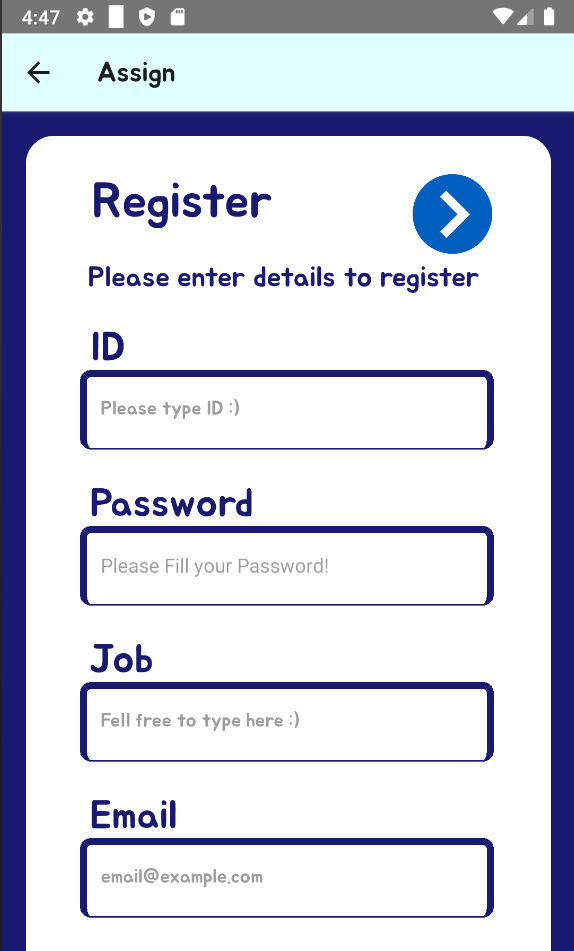 4:47
Assign
Register
Please enter details to register
ID
Please type ID :)
Password
Please Fill your Password!
Job
Fell free to type here :)
Email
email@example.com